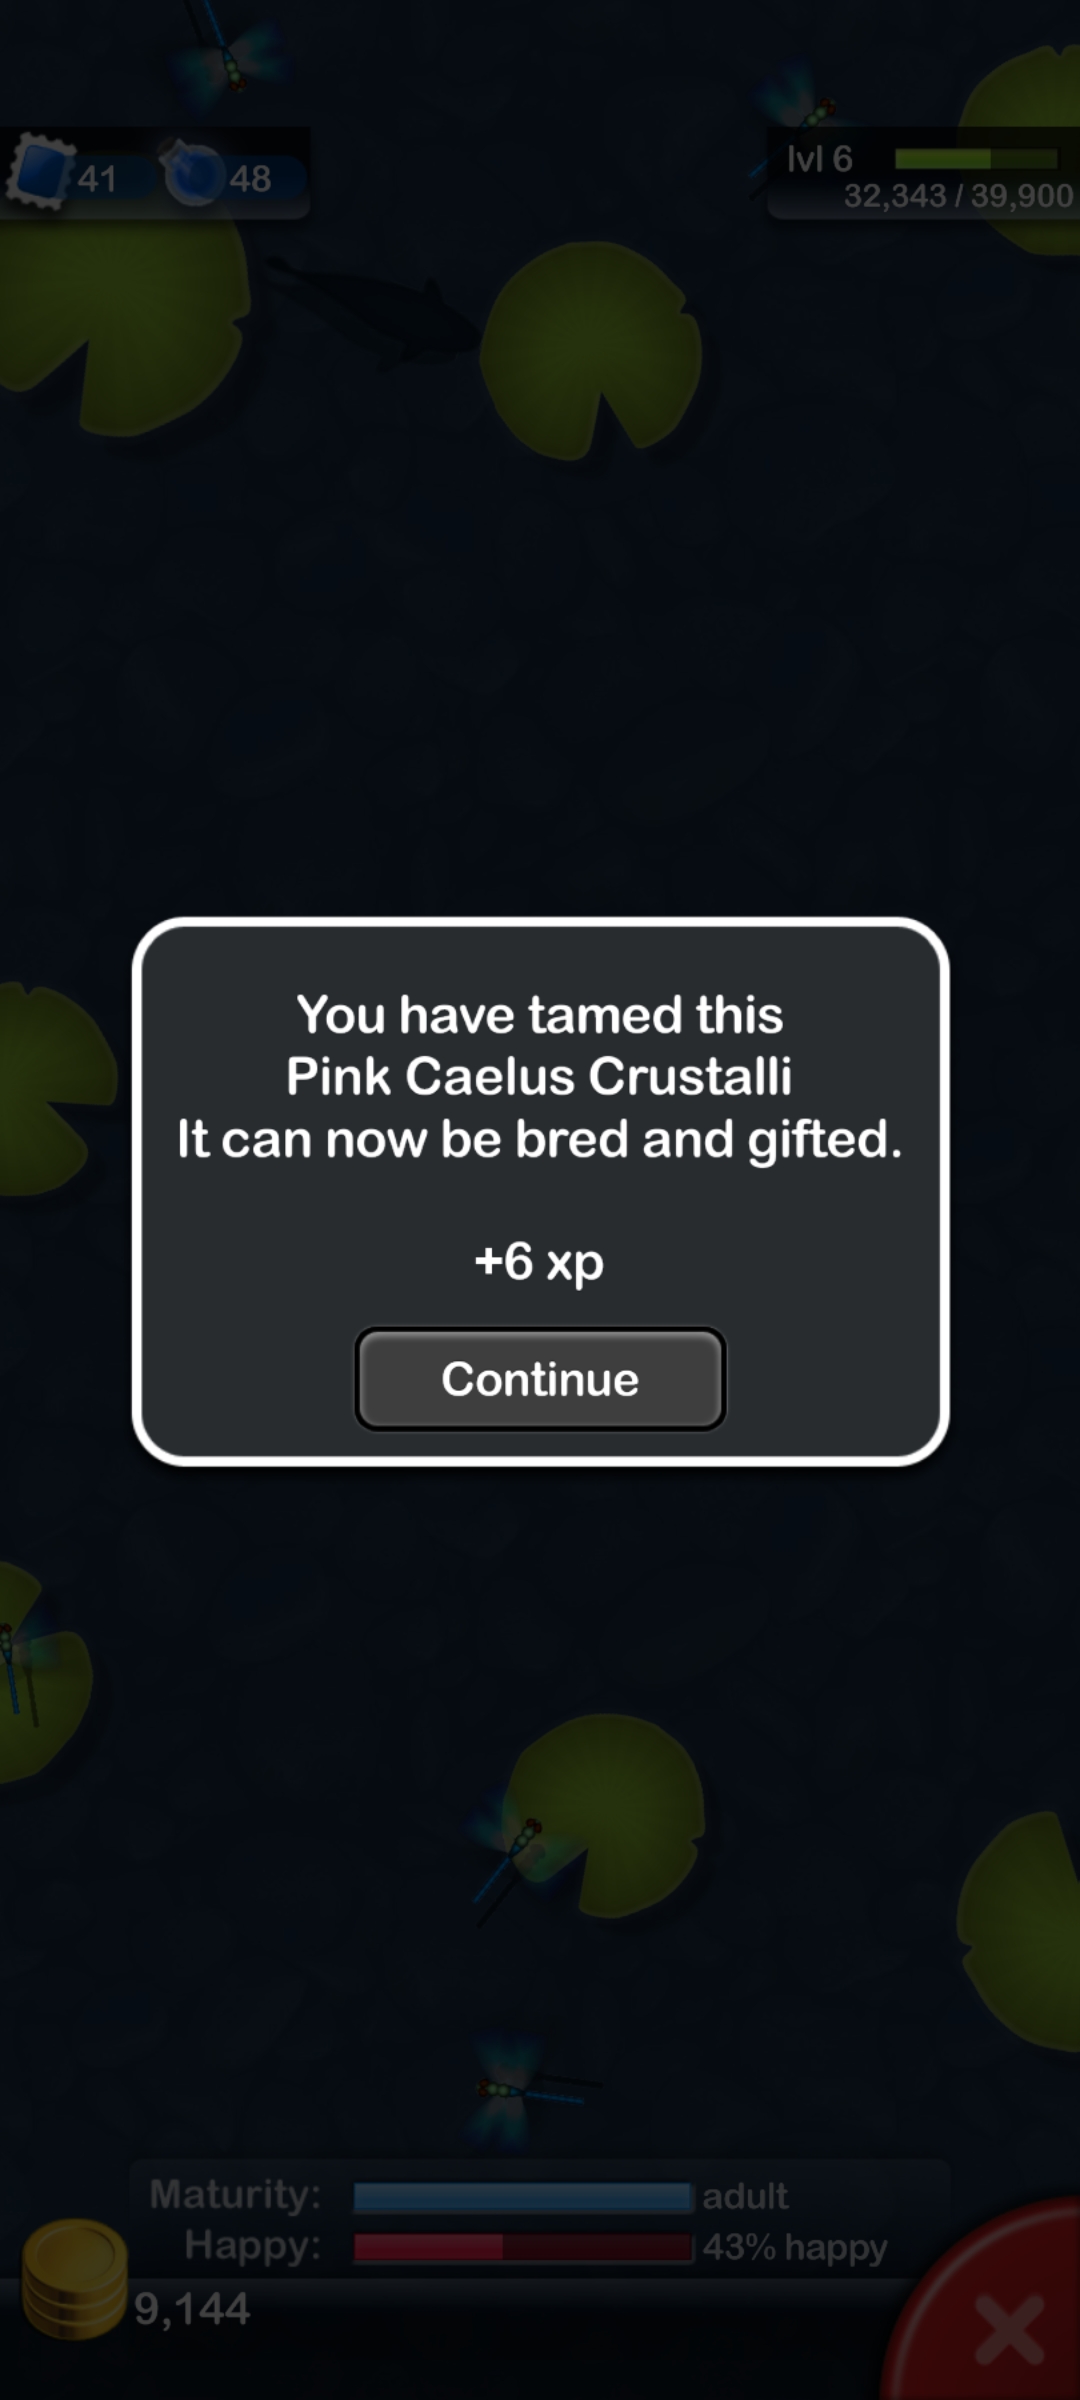 41
48
lvl 6
32,343 / 39,900
You have tamed this
Pink Caelus Crustalli
It can now be bred and gifted.
+6 xp
Continue
Maturity:
adult
Happy:
43% happy
9,144